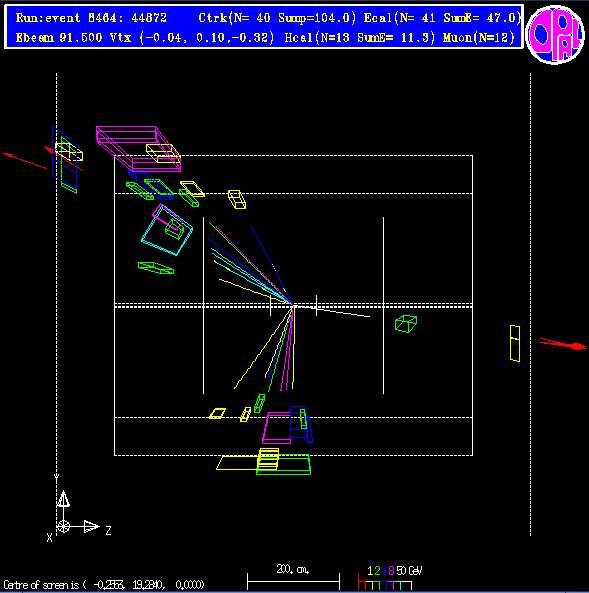 Run:event 8464: 44872 Ctrk(N= 40 Sump=104.0) Ecal(N= 41 SumE= 47.0)
Ebeam 91.500 Vtx (-0.04, 0.10,-0.32) Hcal(N=13 SumE= 11.3) Muon(N=12)
OPAL
Y
Z
X
200. cm.
1 2 4 8 50 GeV
Centre of screen is ( -0.2553, 19.2840, 0.0000)